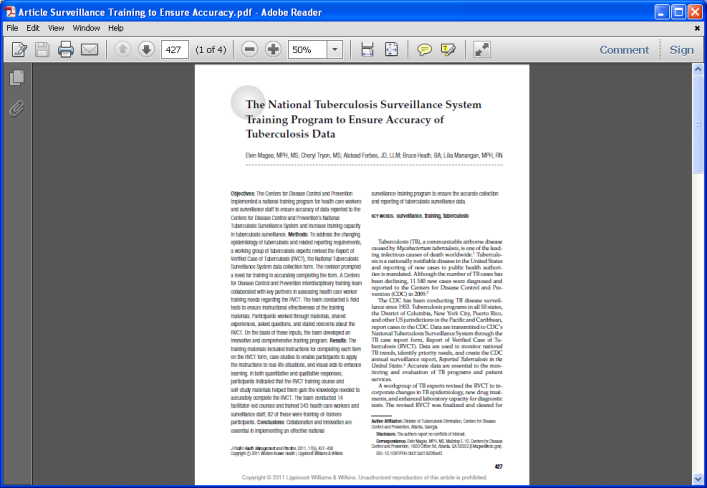 Article Surveillance Training to Ensure Accuracy.pdf - Adobe Reader
File Edit View Window Help
427 (1 of 4) 50% Comment Sign
The National Tuberculosis Surveillance System
Training Program to Ensure Accuracy of
Tuberculosis Data
Elvin Magee, MPH, MS; Cheryl Tryon, MS; Alstead Forbes, JD, LLM; Bruce Heath, BA; Lilia Manangan, MPH, RN
Objectives: The Centers for Disease Control and Prevention
implemented a national training program for health care workers
and surveillance staff to ensure accuracy of data reported to the
Centers for Disease Control and Prevention's National
Tuberculosis Surveillance System and increase training capacity
in tuberculosis surveillance. Methods: To address the changing
epidemiology of tuberculosis and related reporting requirements,
a working group of tuberculosis experts revised the Report of
Verified Case of Tuberculosis (RVCT), the National Tuberculosis
Surveillance System data collection form. The revision prompted
a need for training in accurately completing the form. A Centers
for Disease Control and Prevention interdisciplinary training team
collaborated with key partners in assessing health care worker
training needs regarding the RVCT. The team conducted 5 field
tests to ensure instructional effectiveness of the training
materials. Participants worked through materials, shared
experiences, asked questions, and stated concerns about the
RVCT. On the basis of these inputs, the team developed an
innovative and comprehensive training program. Results: The
training materials included instructions for completing each item
on the RVCT form, case studies to enable participants to apply
the instructions to real-life situations, and visual aids to enhance
learning. In both quantitative and qualitative responses,
participants indicated that the RVCT training course and
self-study materials helped them gain the knowledge needed to
accurately complete the RVCT. The team conducted 14
facilitator-led courses and trained 343 health care workers and
surveillance staff; 82 of these were training-of-trainers
participants. Conclusions: Collaboration and innovation are
essential in implementing an effective national
J Public Health Management and Practice, 2011, 17(5), 427–430
Copyright © 2011 Wolters Kluwer Health | Lippincott Williams & Wilkins
surveillance-training program to ensure the accurate collection
and reporting of tuberculosis surveillance data.
KEY WORDS: surveillance, training, tuberculosis
Tuberculosis (TB), a communicable airborne disease
caused by Mycobacterium tuberculosis, is one of the lead-
ing infectious causes of death worldwide.¹ Tuberculo-
sis is a nationally notifiable disease in the United States
and reporting of new cases to public health authori-
ties is mandated. Although the number of TB cases has
been declining, 11 540 new cases were diagnosed and
reported to the Centers for Disease Control and Pre-
vention (CDC) in 2009.²
The CDC has been conducting TB disease surveil-
lance since 1953. Tuberculosis programs in all 50 states,
the District of Columbia, New York City, Puerto Rico,
and other US jurisdictions in the Pacific and Caribbean,
report cases to the CDC. Data are transmitted to CDC's
National Tuberculosis Surveillance System through the
TB case report form, Report of Verified Case of Tu-
berculosis (RVCT). Data are used to monitor national
TB trends, identify priority needs, and create the CDC
annual surveillance report, Reported Tuberculosis in the
United States.² Accurate data are essential to the mon-
itoring and evaluation of TB programs and patient
services.
A workgroup of TB experts revised the RVCT to in-
corporate changes in TB epidemiology, new drug treat-
ments, and enhanced laboratory capacity for diagnostic
tests. The revised RVCT was finalized and cleared for
Author Affiliation: Division of Tuberculosis Elimination, Centers for Disease
Control and Prevention, Atlanta, Georgia.
Disclosure: The authors report no conflicts of interest.
Correspondence: Elvin Magee, MPH, MS, Mailstop E-10, Centers for Disease
427
Copyright © 2011 Lippincott Williams & Wilkins. Unauthorized reproduction of this article is prohibited.